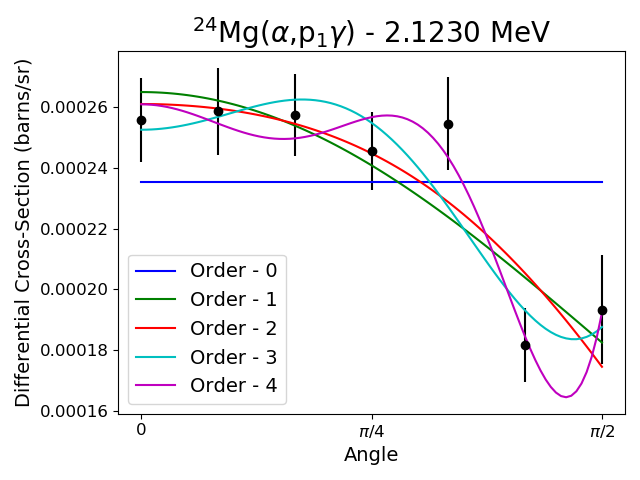 ²⁴Mg(α,p₁γ) - 2.1230 MeV
Differential Cross-Section (barns/sr)
0.00026
0.00024
0.00022
0.00020
0.00018
0.00016
Order - 0
Order - 1
Order - 2
Order - 3
Order - 4
0 π/4 π/2
Angle